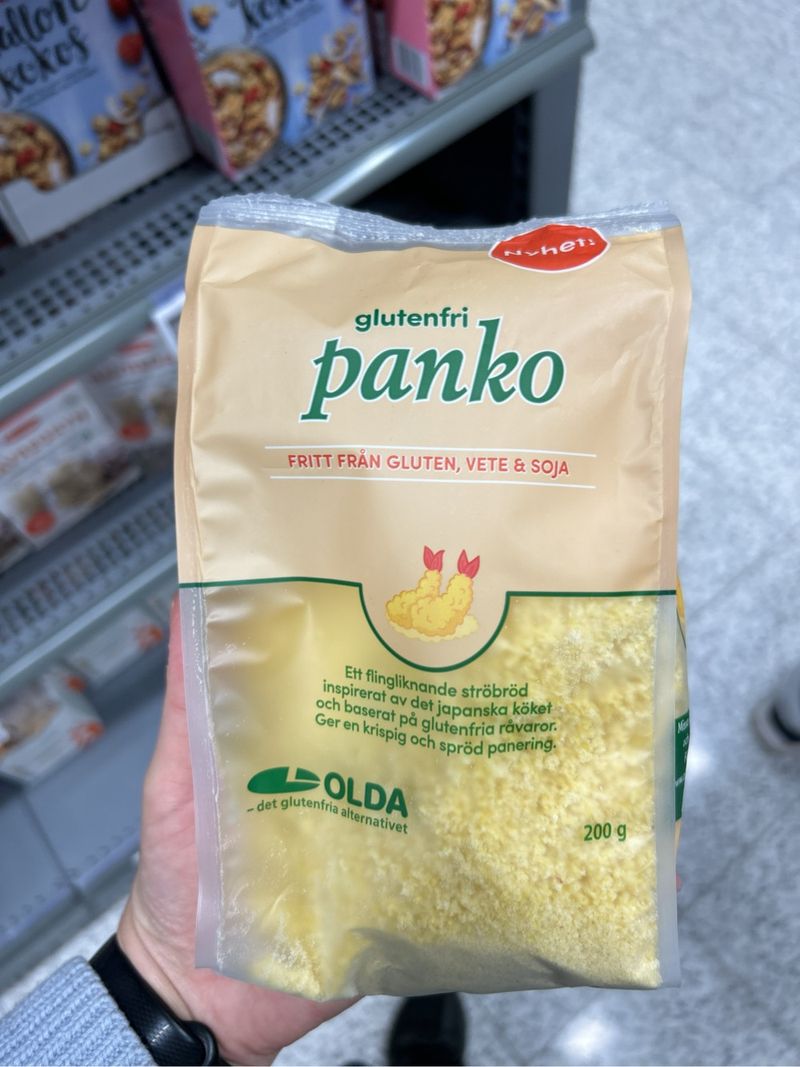 kokos
Nyhet!
glutenfri
panko
FRITT FRÅN GLUTEN, VETE & SOJA
Ett flingliknande ströbröd
inspirerat av det japanska köket
och baserat på glutenfria råvaror.
Ger en krispig och spröd panering.
OLDA
– det glutenfria alternativet
200 g